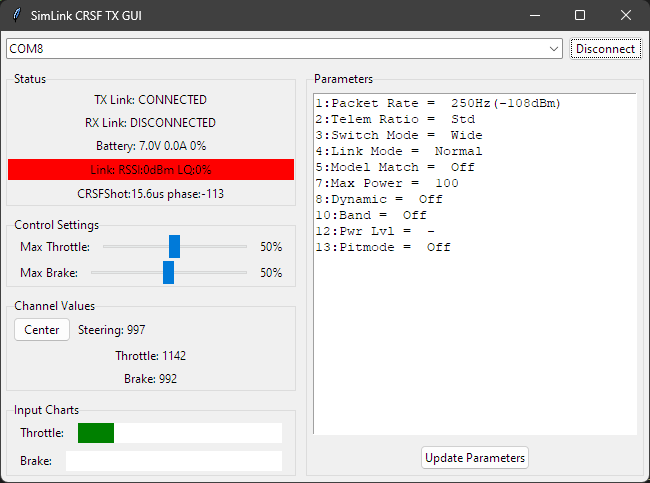 SimLink CRSF TX GUI
COM8
Disconnect
Status
TX Link: CONNECTED
RX Link: DISCONNECTED
Battery: 7.0V 0.0A 0%
Link: RSSI:0dBm LQ:0%
CRSFShot:15.6us phase:-113
Control Settings
Max Throttle: 50%
Max Brake: 50%
Channel Values
Center Steering: 997
Throttle: 1142
Brake: 992
Input Charts
Throttle:
Brake:
Parameters
1:Packet Rate =  250Hz(-108dBm)
2:Telem Ratio =  Std
3:Switch Mode =  Wide
4:Link Mode =  Normal
5:Model Match =  Off
7:Max Power =  100
8:Dynamic =  Off
10:Band =  Off
12:Pwr Lvl =  -
13:Pitmode =  Off
Update Parameters